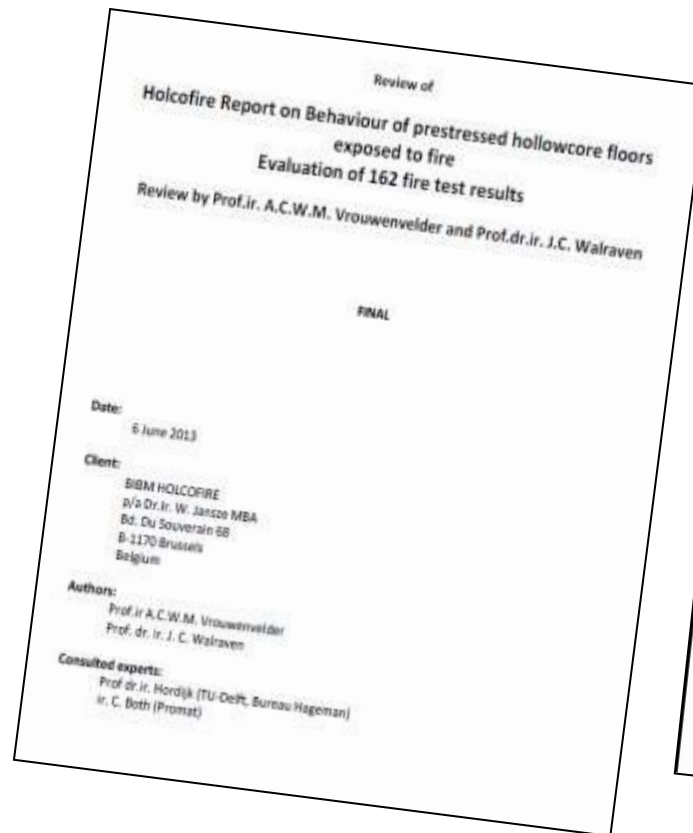 Review of
Holcofire Report on Behaviour of prestressed hollowcore floors
exposed to fire
Evaluation of 162 fire test results
Review by Prof.ir. A.C.W.M. Vrouwenvelder and Prof.dr.ir. J.C. Walraven
FINAL
Date:
6 June 2013
Client:
BIBM HOLCOFIRE
p/a Dr.Ir. W. Jansze MBA
Bd. Du Souverain 68
B-1170 Brussels
Belgium
Authors:
Prof.ir A.C.W.M. Vrouwenvelder
Prof. dr. ir. J. C. Walraven
Consulted experts:
Prof dr.ir. Hordijk (TU-Delft, Bureau Hageman)
ir. C. Both (Promat)